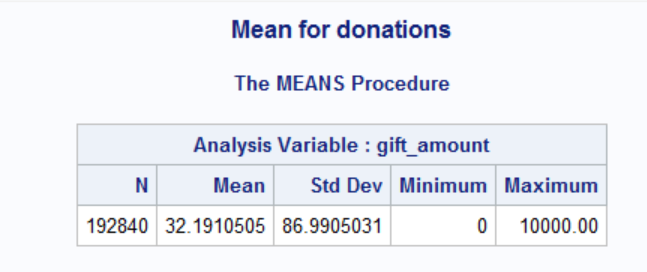 Mean for donations
The MEANS Procedure
Analysis Variable : gift_amount
N Mean Std Dev Minimum Maximum
192840 32.1910505 86.9905031 0 10000.00